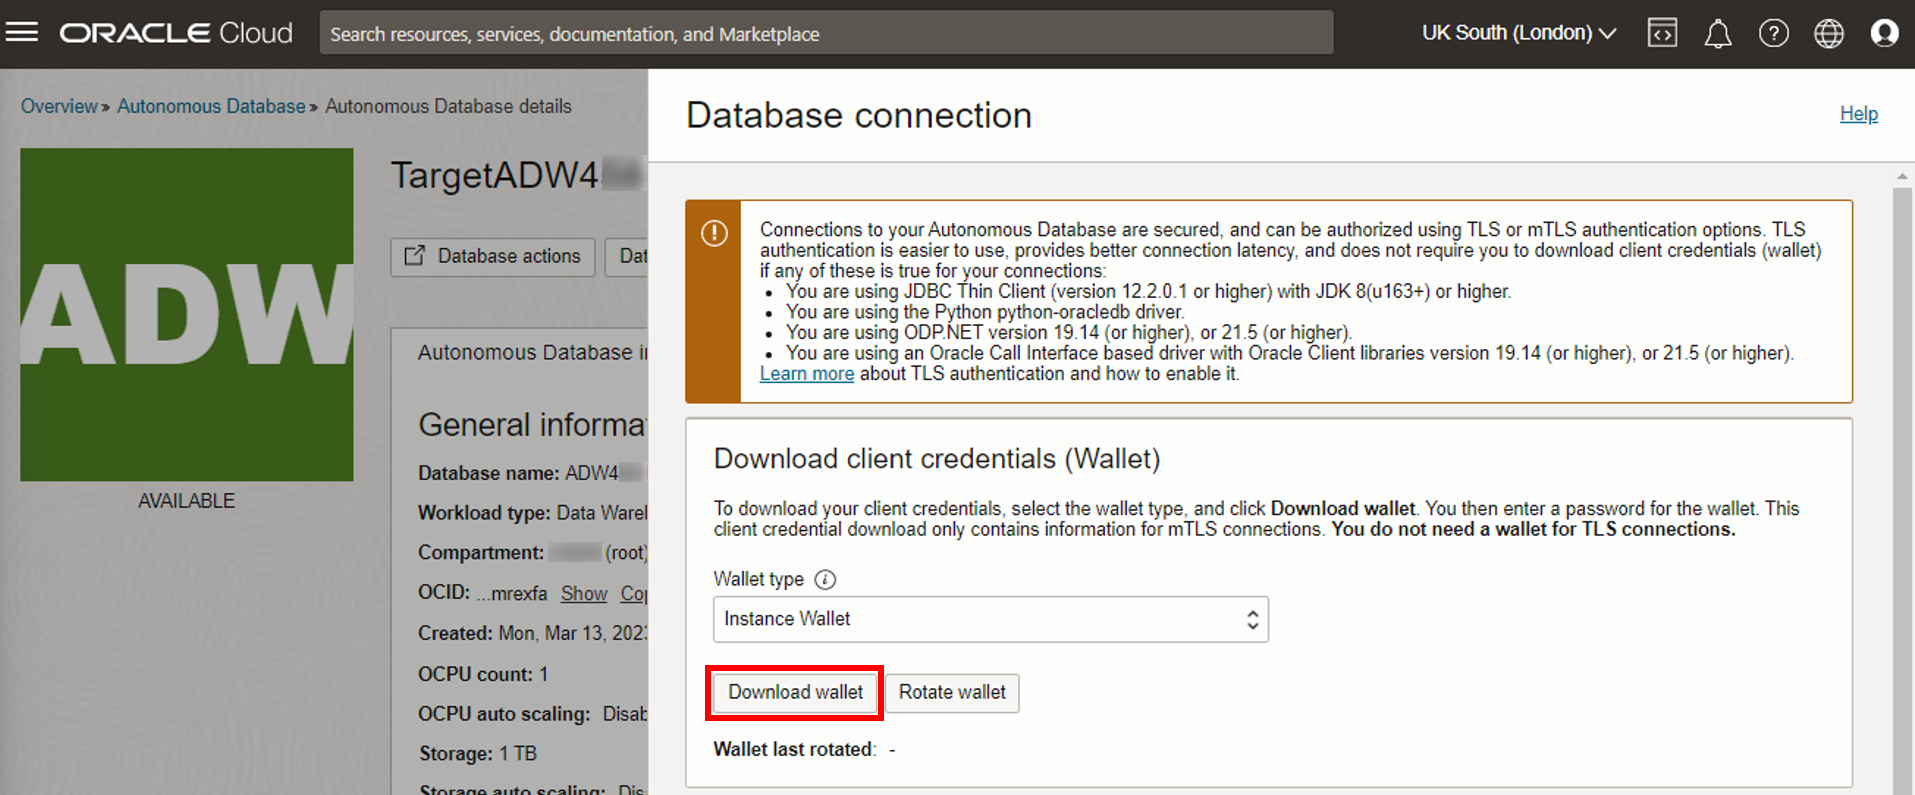 ORACLE Cloud
Search resources, services, documentation, and Marketplace
UK South (London)
Overview » Autonomous Database » Autonomous Database details
ADW
AVAILABLE
TargetADW4
Database actions
Dat
Autonomous Database in
General informa
Database name: ADW4
Workload type: Data Warel
Compartment: (root)
OCID: ...mrexfa Show Cop
Created: Mon, Mar 13, 2023
OCPU count: 1
OCPU auto scaling: Disab
Storage: 1 TB
Storage auto scaling: Dis
Database connection
Help
Connections to your Autonomous Database are secured, and can be authorized using TLS or mTLS authentication options. TLS
authentication is easier to use, provides better connection latency, and does not require you to download client credentials (wallet)
if any of these is true for your connections:
• You are using JDBC Thin Client (version 12.2.0.1 or higher) with JDK 8(u163+) or higher.
• You are using the Python python-oracledb driver.
• You are using ODP.NET version 19.14 (or higher), or 21.5 (or higher).
• You are using an Oracle Call Interface based driver with Oracle Client libraries version 19.14 (or higher), or 21.5 (or higher).
Learn more about TLS authentication and how to enable it.
Download client credentials (Wallet)
To download your client credentials, select the wallet type, and click Download wallet. You then enter a password for the wallet. This
client credential download only contains information for mTLS connections. You do not need a wallet for TLS connections.
Wallet type
Instance Wallet
Download wallet
Rotate wallet
Wallet last rotated: -